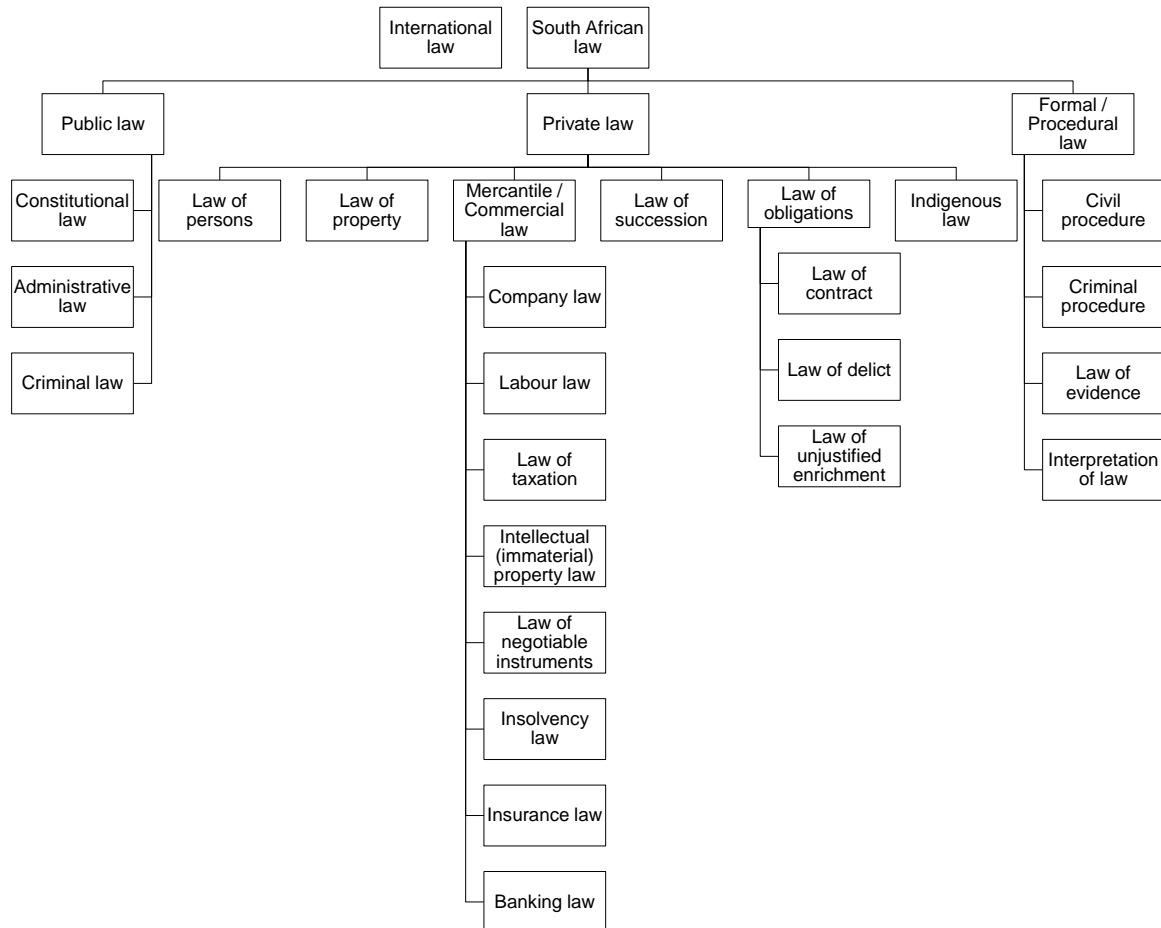 International
law
South African
law
Public law
Private law
Formal /
Procedural
law
Constitutional
law
Administrative
law
Criminal law
Law of
persons
Law of
property
Mercantile /
Commercial
law
Law of
succession
Law of
obligations
Indigenous
law
Company law
Labour law
Law of
taxation
Intellectual
(immaterial)
property law
Law of
negotiable
instruments
Insolvency
law
Insurance law
Banking law
Law of
contract
Law of delict
Law of
unjustified
enrichment
Civil
procedure
Criminal
procedure
Law of
evidence
Interpretation
of law